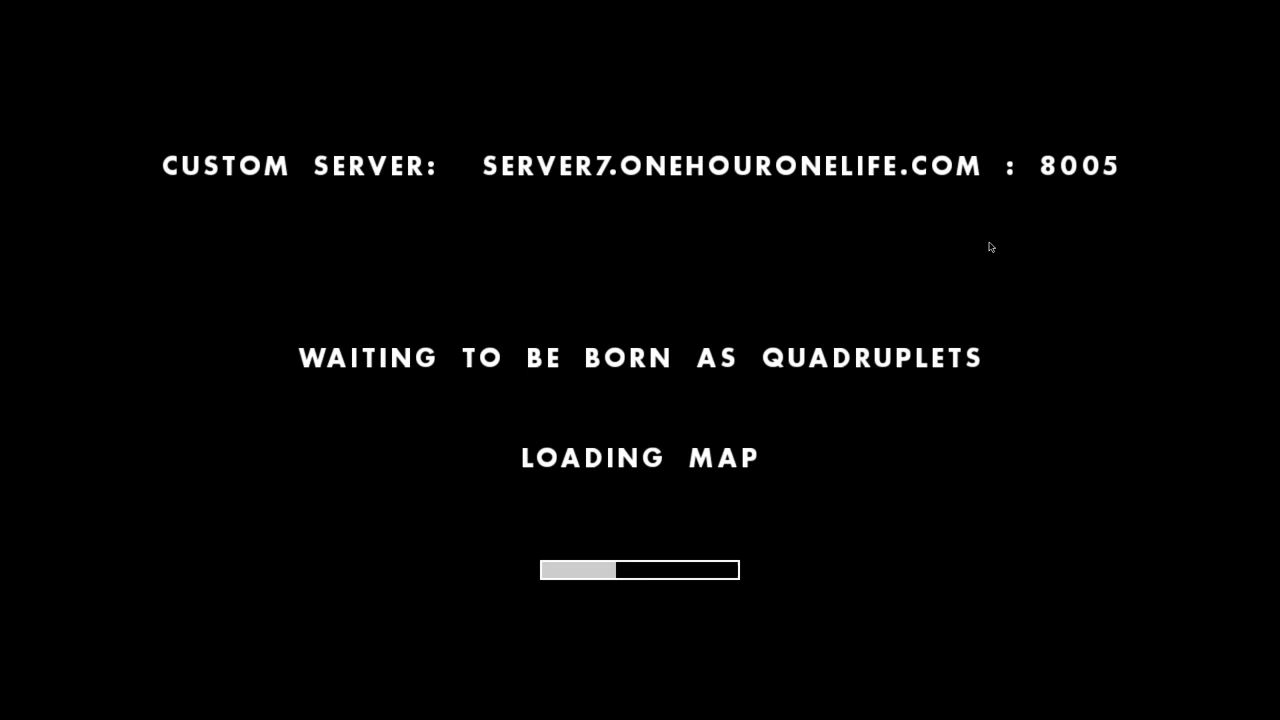 CUSTOM SERVER: SERVER7.ONEHOURONELIFE.COM : 8005
WAITING TO BE BORN AS QUADRUPLETS
LOADING MAP